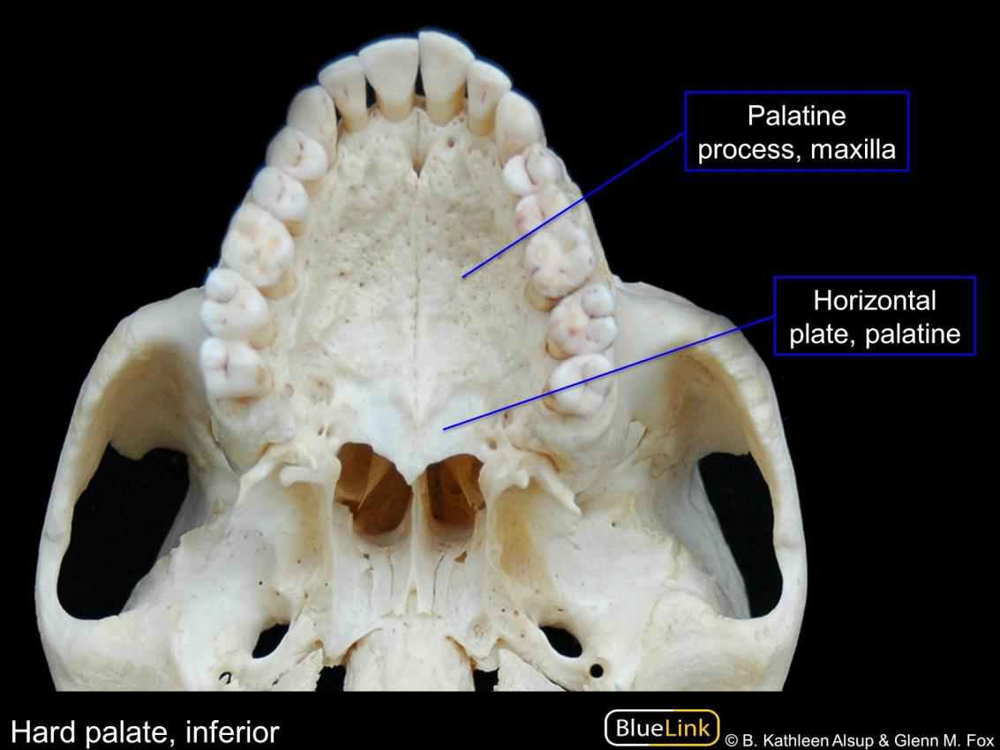 Palatine
process, maxilla
Horizontal
plate, palatine
Hard palate, inferior
BlueLink
© B. Kathleen Alsup & Glenn M. Fox